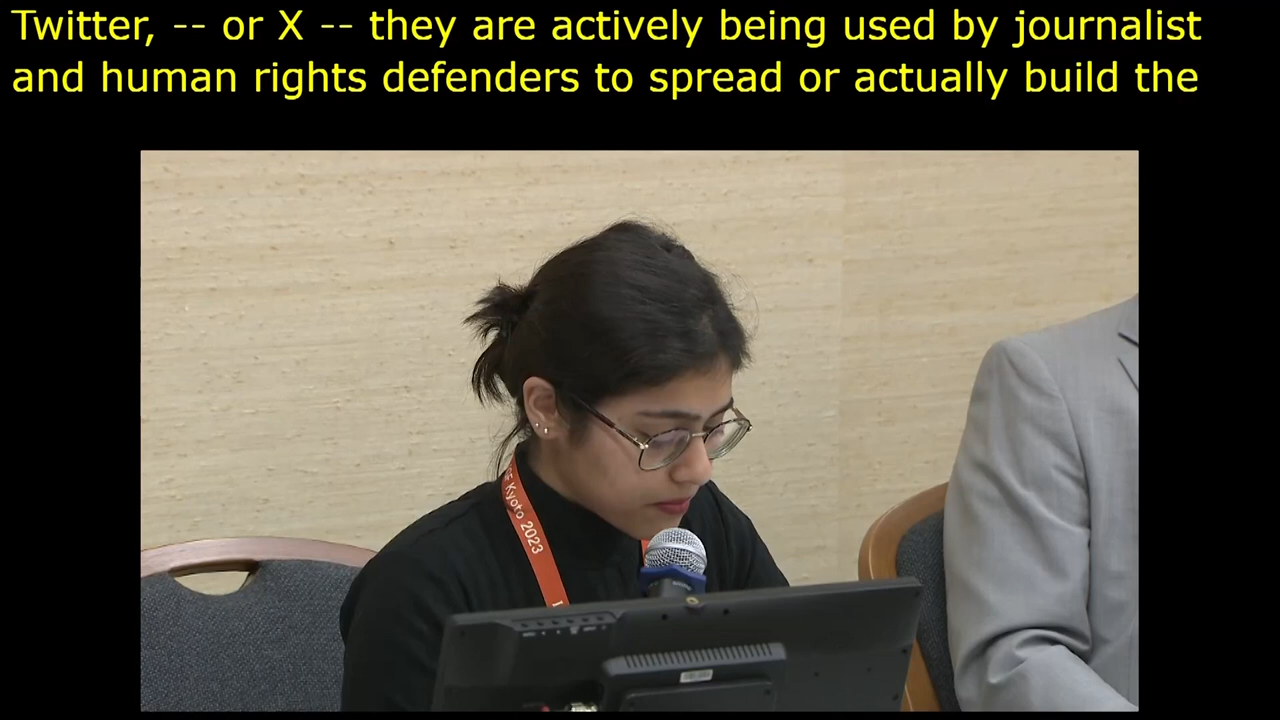 Twitter, -- or X -- they are actively being used by journalist
and human rights defenders to spread or actually build the
Kyoto 2023